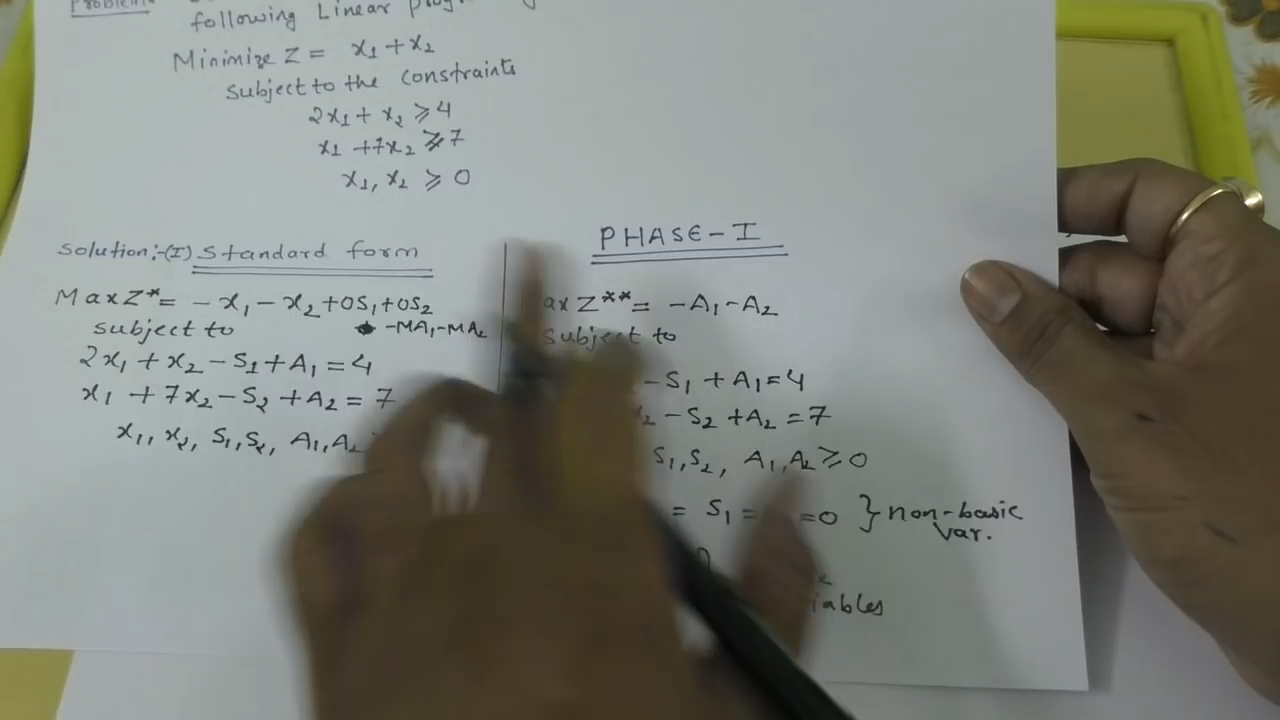 Problem:
following Linear
Minimize Z = x₁ + x₂
Subject to the constraints
2x₁ + x₂ ≥ 4
x₁ + 7x₂ ≥ 7
x₁, x₂ ≥ 0
Solution:-(I) Standard form
Max Z* = - x₁ - x₂ + 0S₁ + 0S₂
subject to - MA₁ - MA₂
2x₁ + x₂ - S₁ + A₁ = 4
x₁ + 7x₂ - S₂ + A₂ = 7
x₁, x₂, S₁, S₂, A₁, A₂
PHASE-I
Max Z** = - A₁ - A₂
Subject to
- S₁ + A₁ = 4
- S₂ + A₂ = 7
S₁, S₂, A₁, A₂ ≥ 0
= S₁ = = 0 } non-basic
var.